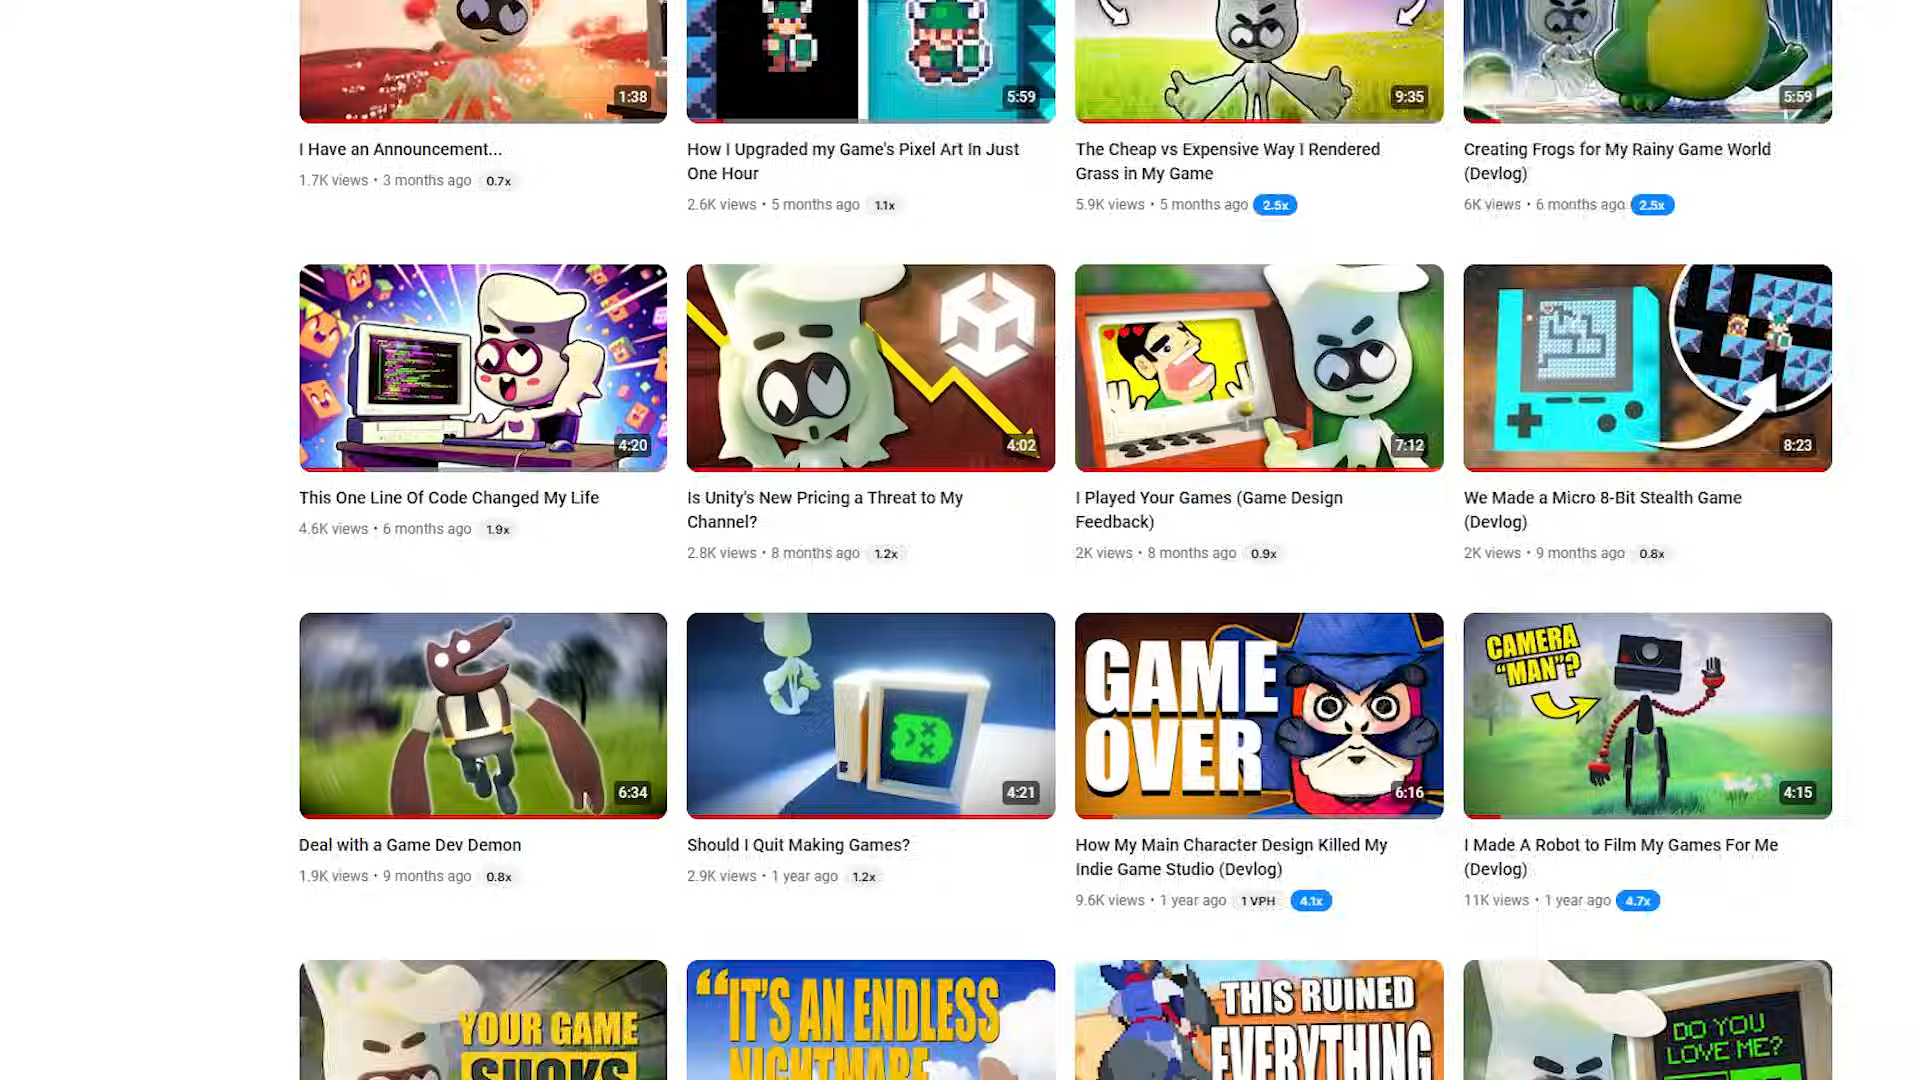 1:38
5:59
9:35
5:59
I Have an Announcement...
1.7K views • 3 months ago 0.7x
How I Upgraded my Game's Pixel Art In Just
One Hour
2.6K views • 5 months ago 1.1x
The Cheap vs Expensive Way I Rendered
Grass in My Game
5.9K views • 5 months ago 2.5x
Creating Frogs for My Rainy Game World
(Devlog)
6K views • 6 months ago 2.5x
4:20
4:02
7:12
8:23
This One Line Of Code Changed My Life
4.6K views • 6 months ago 1.9x
Is Unity's New Pricing a Threat to My
Channel?
2.8K views • 8 months ago 1.2x
I Played Your Games (Game Design
Feedback)
2K views • 8 months ago 0.9x
We Made a Micro 8-Bit Stealth Game
(Devlog)
2K views • 9 months ago 0.8x
6:34
4:21
GAME
OVER
6:16
CAMERA
"MAN"?
4:15
Deal with a Game Dev Demon
1.9K views • 9 months ago 0.8x
Should I Quit Making Games?
2.9K views • 1 year ago 1.2x
How My Main Character Design Killed My
Indie Game Studio (Devlog)
9.6K views • 1 year ago 1 VPH 4.1x
I Made A Robot to Film My Games For Me
(Devlog)
11K views • 1 year ago 4.7x
YOUR GAME
SUCKS
"IT'S AN ENDLESS
NIGHTMARE
THIS RUINED
EVERYTHING
DO YOU
LOVE ME?